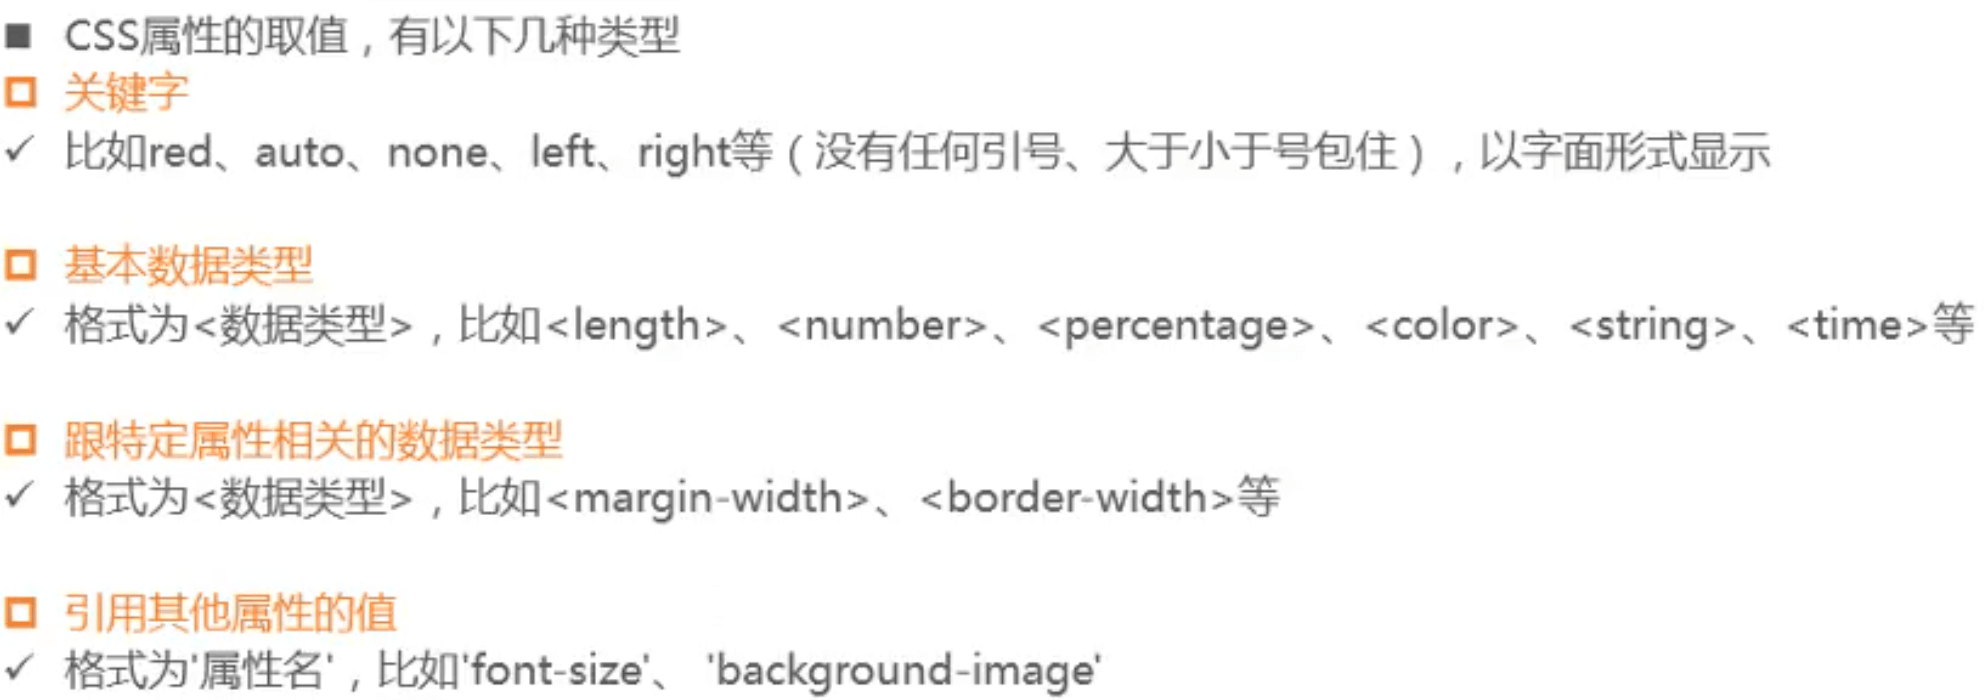 CSS属性的取值，有以下几种类型
关键字
比如red、auto、none、left、right等（没有任何引号、大于小于号包住），以字面形式显示
基本数据类型
格式为<数据类型>，比如<length>、<number>、<percentage>、<color>、<string>、<time>等
跟特定属性相关的数据类型
格式为<数据类型>，比如<margin-width>、<border-width>等
引用其他属性的值
格式为'属性名'，比如'font-size'、 'background-image'